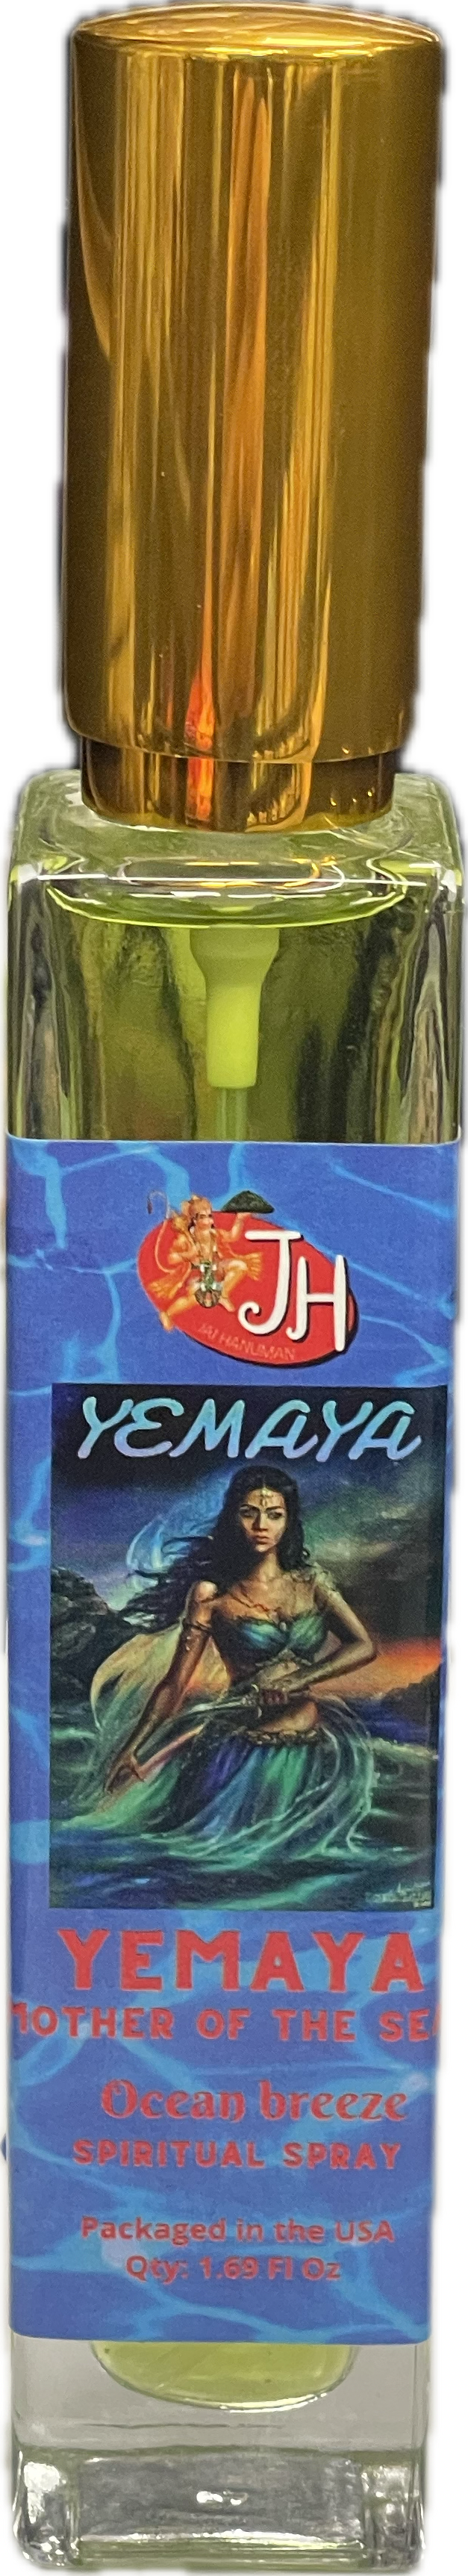 JH
JAI HANUMAN
YEMAYA
YEMAYA
MOTHER OF THE SEA
Ocean breeze
SPIRITUAL SPRAY
Packaged in the USA
Qty: 1.69 Fl Oz